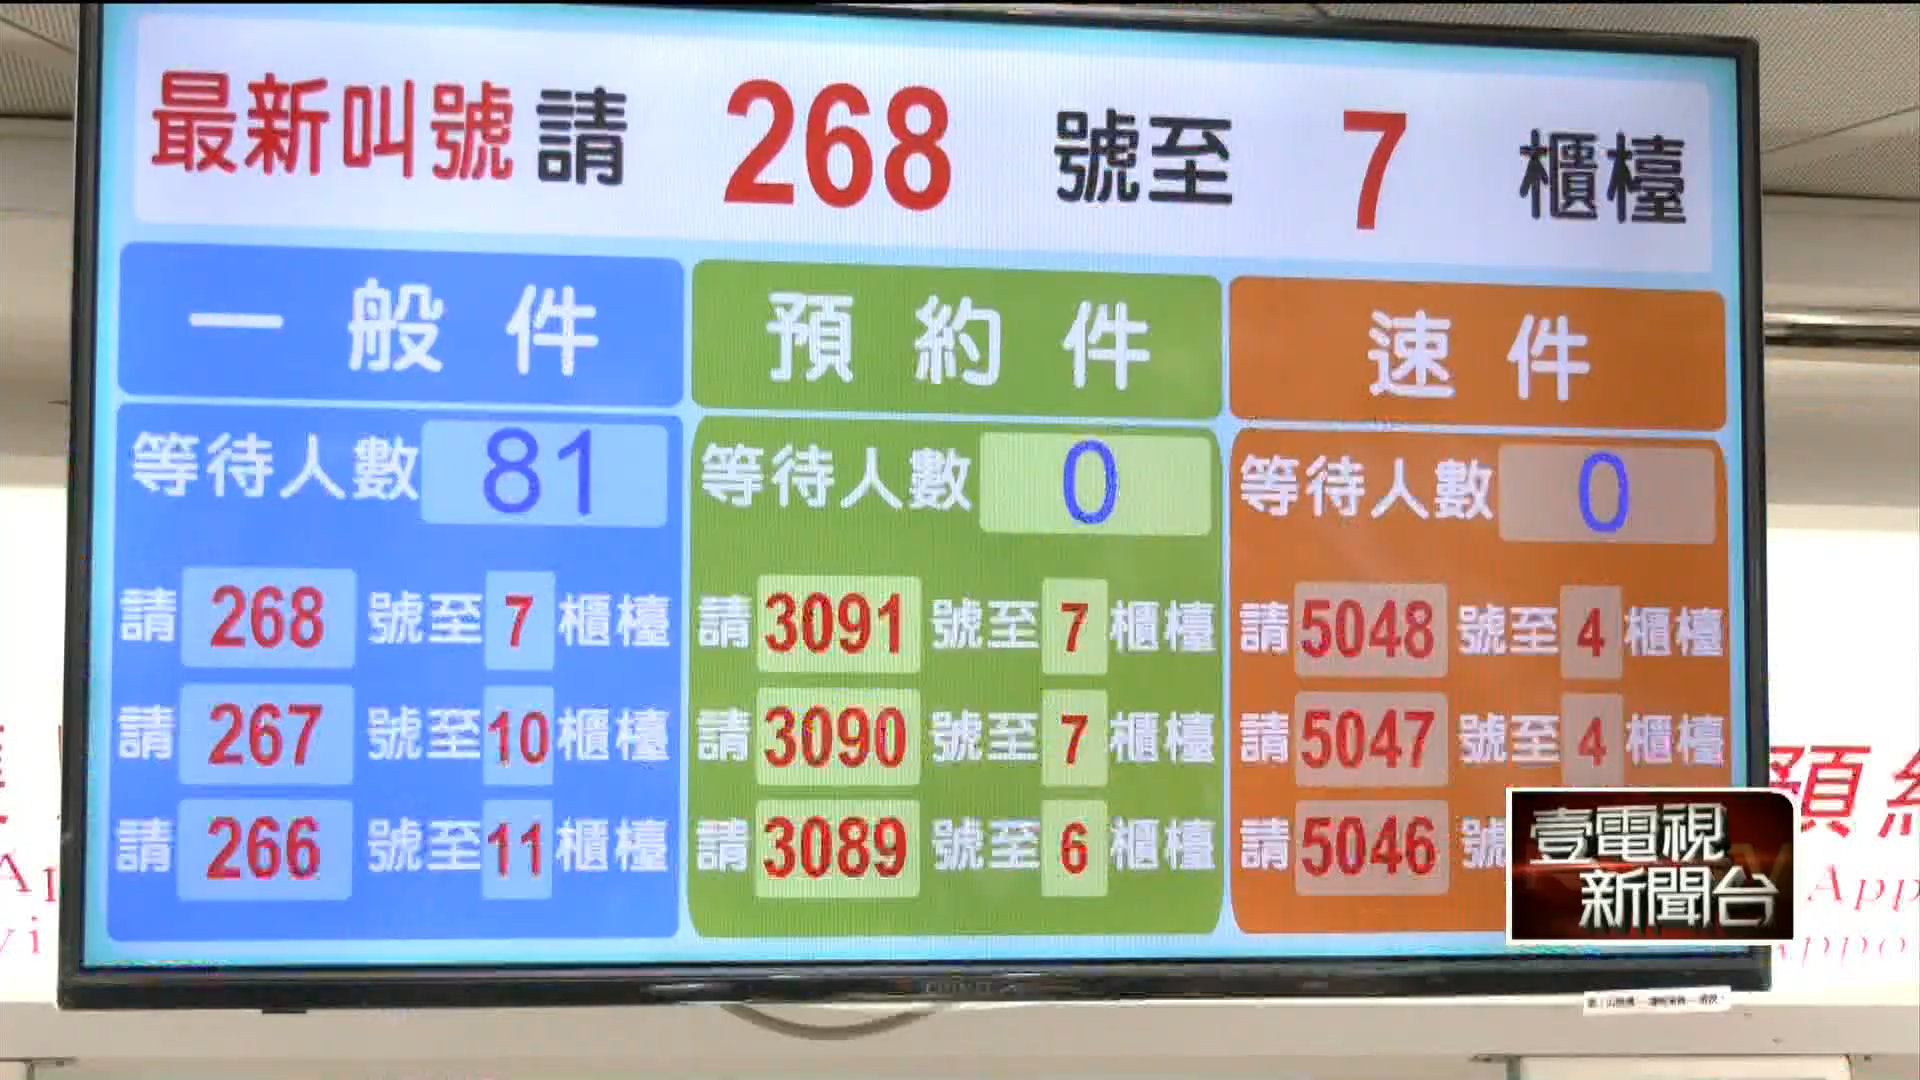 最新叫號 請 268 號至 7 櫃檯
一般件 預約件 速件
等待人數 81 等待人數 0 等待人數 0
請 268 號至 7 櫃檯 請 3091 號至 7 櫃檯 請 5048 號至 4 櫃檯
請 267 號至 10 櫃檯 請 3090 號至 7 櫃檯 請 5047 號至 4 櫃檯
請 266 號至 11 櫃檯 請 3089 號至 6 櫃檯 請 5046 號
壹電視
新聞台
預約
App